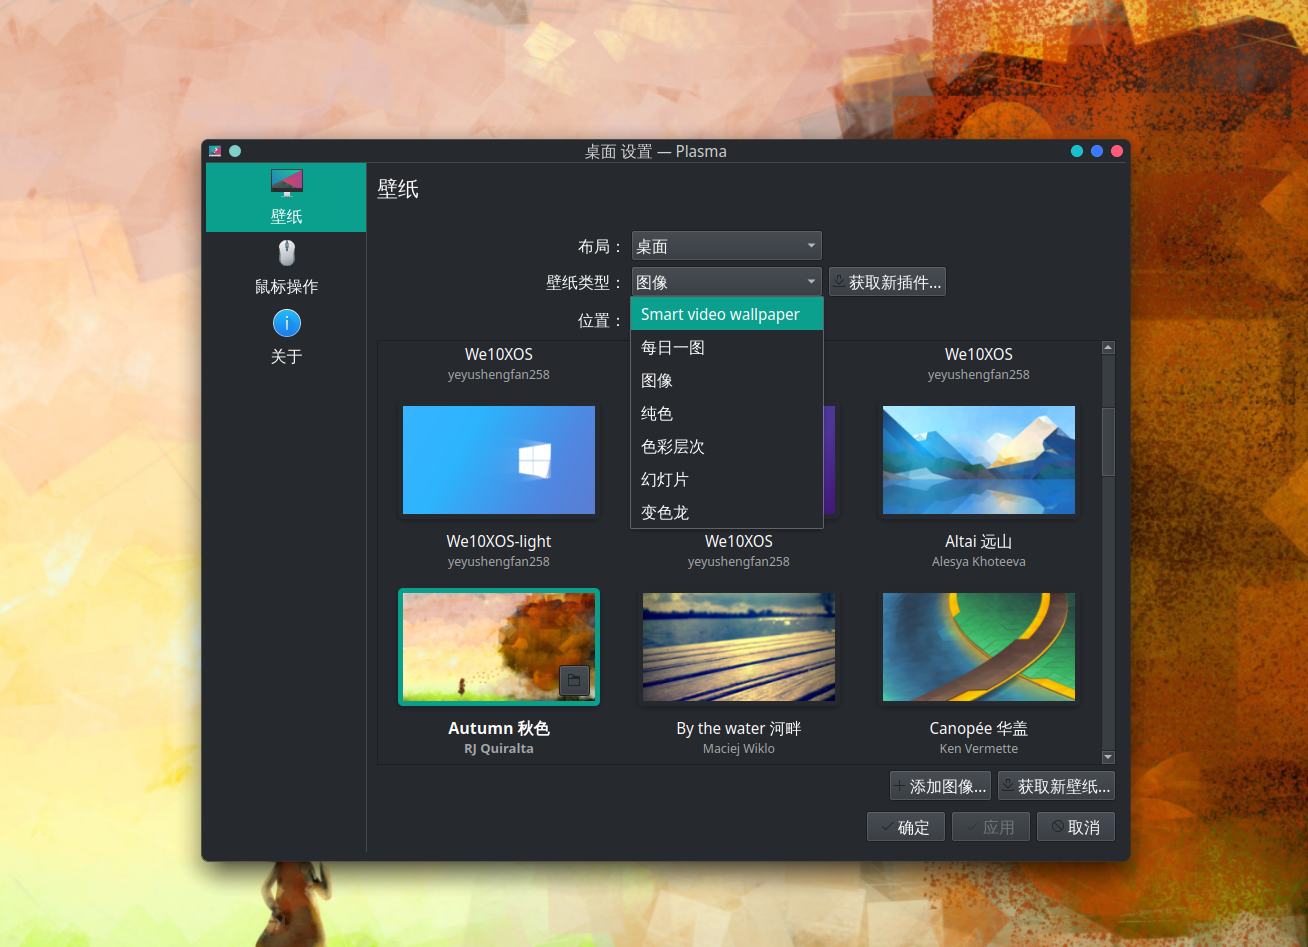 桌面 设置 — Plasma
壁纸
鼠标操作
关于
壁纸
布局：
桌面
壁纸类型：
图像
获取新插件...
位置：
Smart video wallpaper
每日一图
图像
纯色
色彩层次
幻灯片
变色龙
We10XOS
yeyushengfan258
We10XOS
yeyushengfan258
We10XOS-light
yeyushengfan258
We10XOS
yeyushengfan258
Altai 远山
Alesya Khoteeva
Autumn 秋色
RJ Quiralta
By the water 河畔
Maciej Wiklo
Canopée 华盖
Ken Vermette
添加图像...
获取新壁纸...
确定
应用
取消